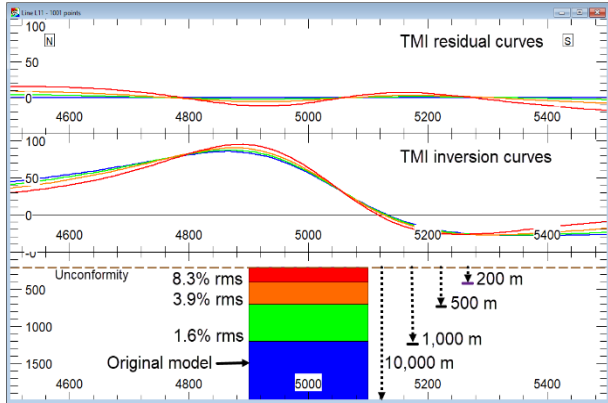 Line L11 - 1001 points
100
N
TMI residual curves
S
50
0
4600 4800 5000 5200 5400
100
TMI inversion curves
50
0
4600 4800 5000 5200 5400
Unconformity
8.3% rms
200 m
500
3.9% rms
500 m
1000
1.6% rms
1,000 m
Original model
10,000 m
1500
4600 4800 5000 5200 5400